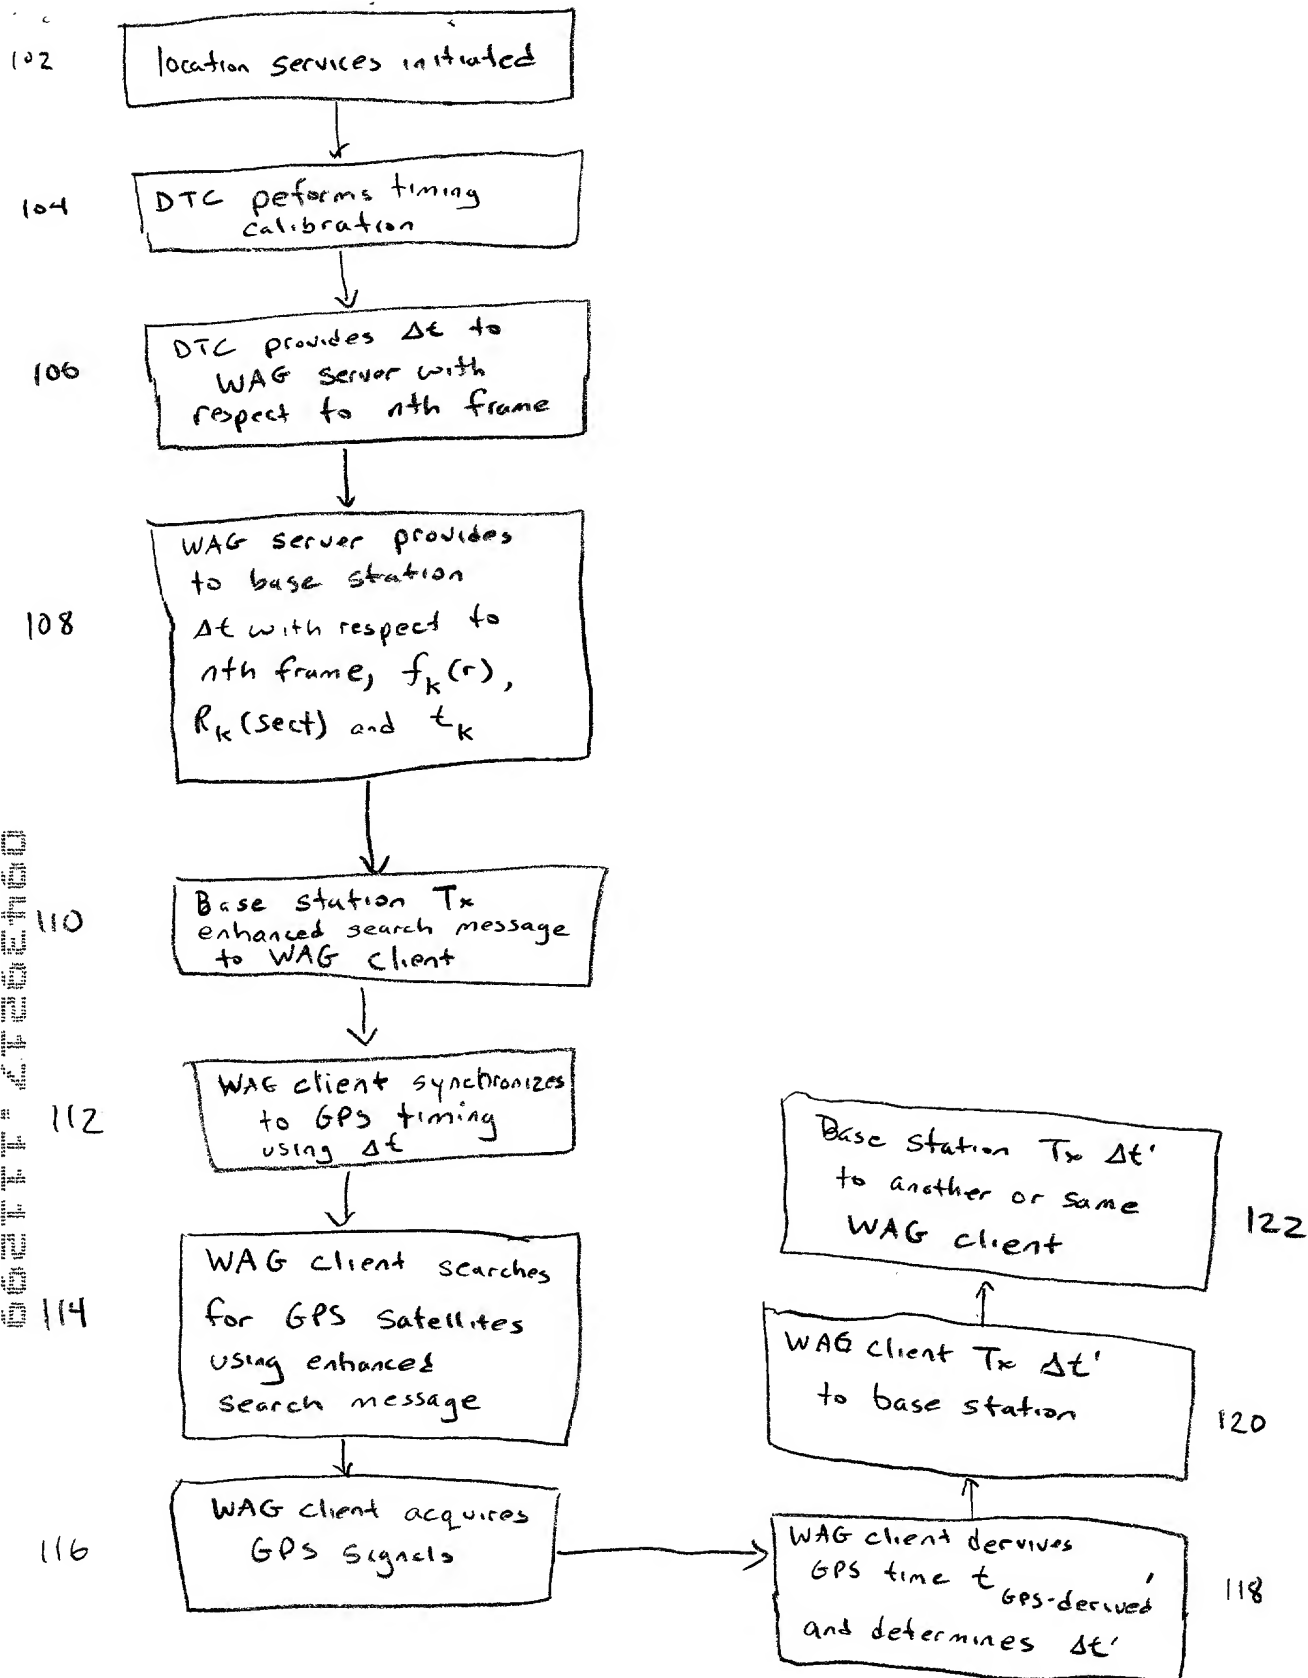 102
location services initiated
104
DTC peforms timing
calibration
106
DTC provides Δt to
WAG server with
respect to nth frame
108
WAG server provides
to base station
Δt with respect to
nth frame, f_k(r),
R_k(sect) and t_k
110
Base station Tx
enhanced search message
to WAG client
112
WAG client synchronizes
to GPS timing
using Δt
114
WAG client searches
for GPS satellites
using enhanced
search message
116
WAG client acquires
GPS signals
WAG client dervives
GPS time t_GPS-derived'
and determines Δt'
118
WAG client Tx Δt'
to base station
120
Base station Tx Δt'
to another or same
WAG client
122